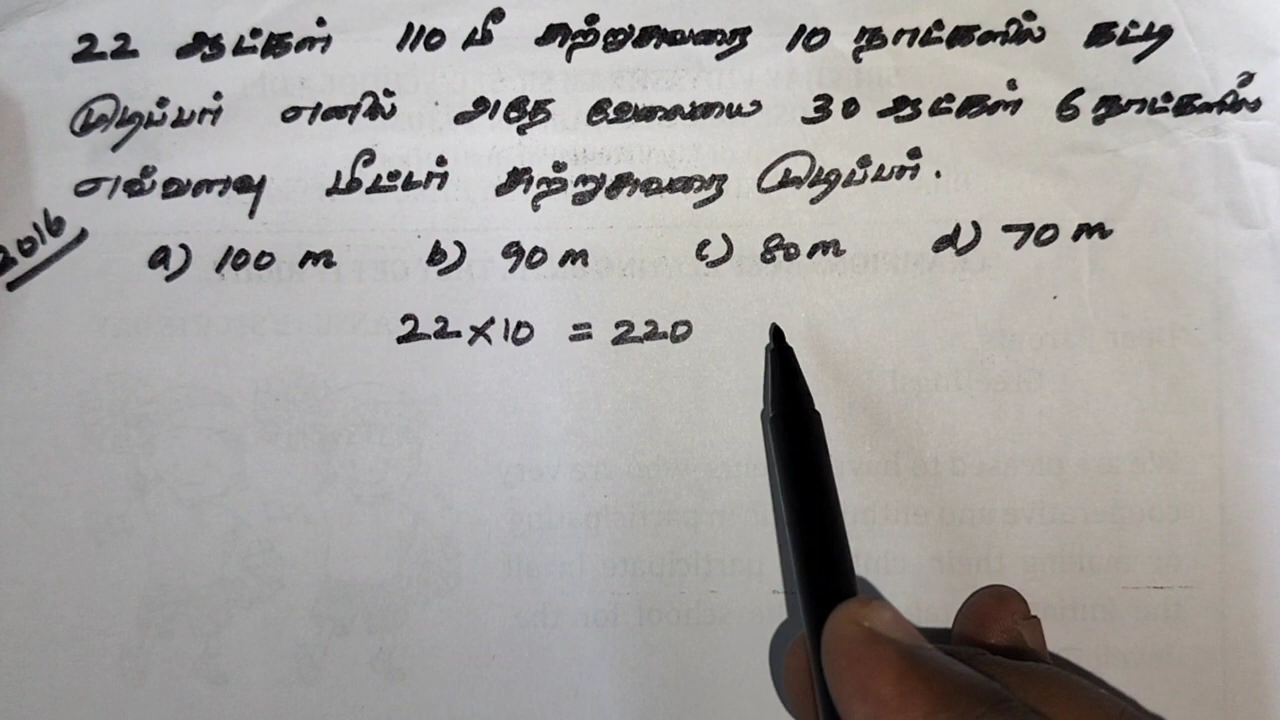 22 ஆட்கள் 110 மீ சுற்றுசுவரை 10 நாட்களில் கட்டி
முடிப்பர் எனில் அதே வேலையை 30 ஆட்கள் 6 நாட்களில்
எவ்வளவு மீட்டர் சுற்றுசுவரை முடிப்பர்.
2016
a) 100 m b) 90 m c) 80 m d) 70 m
22 × 10 = 220